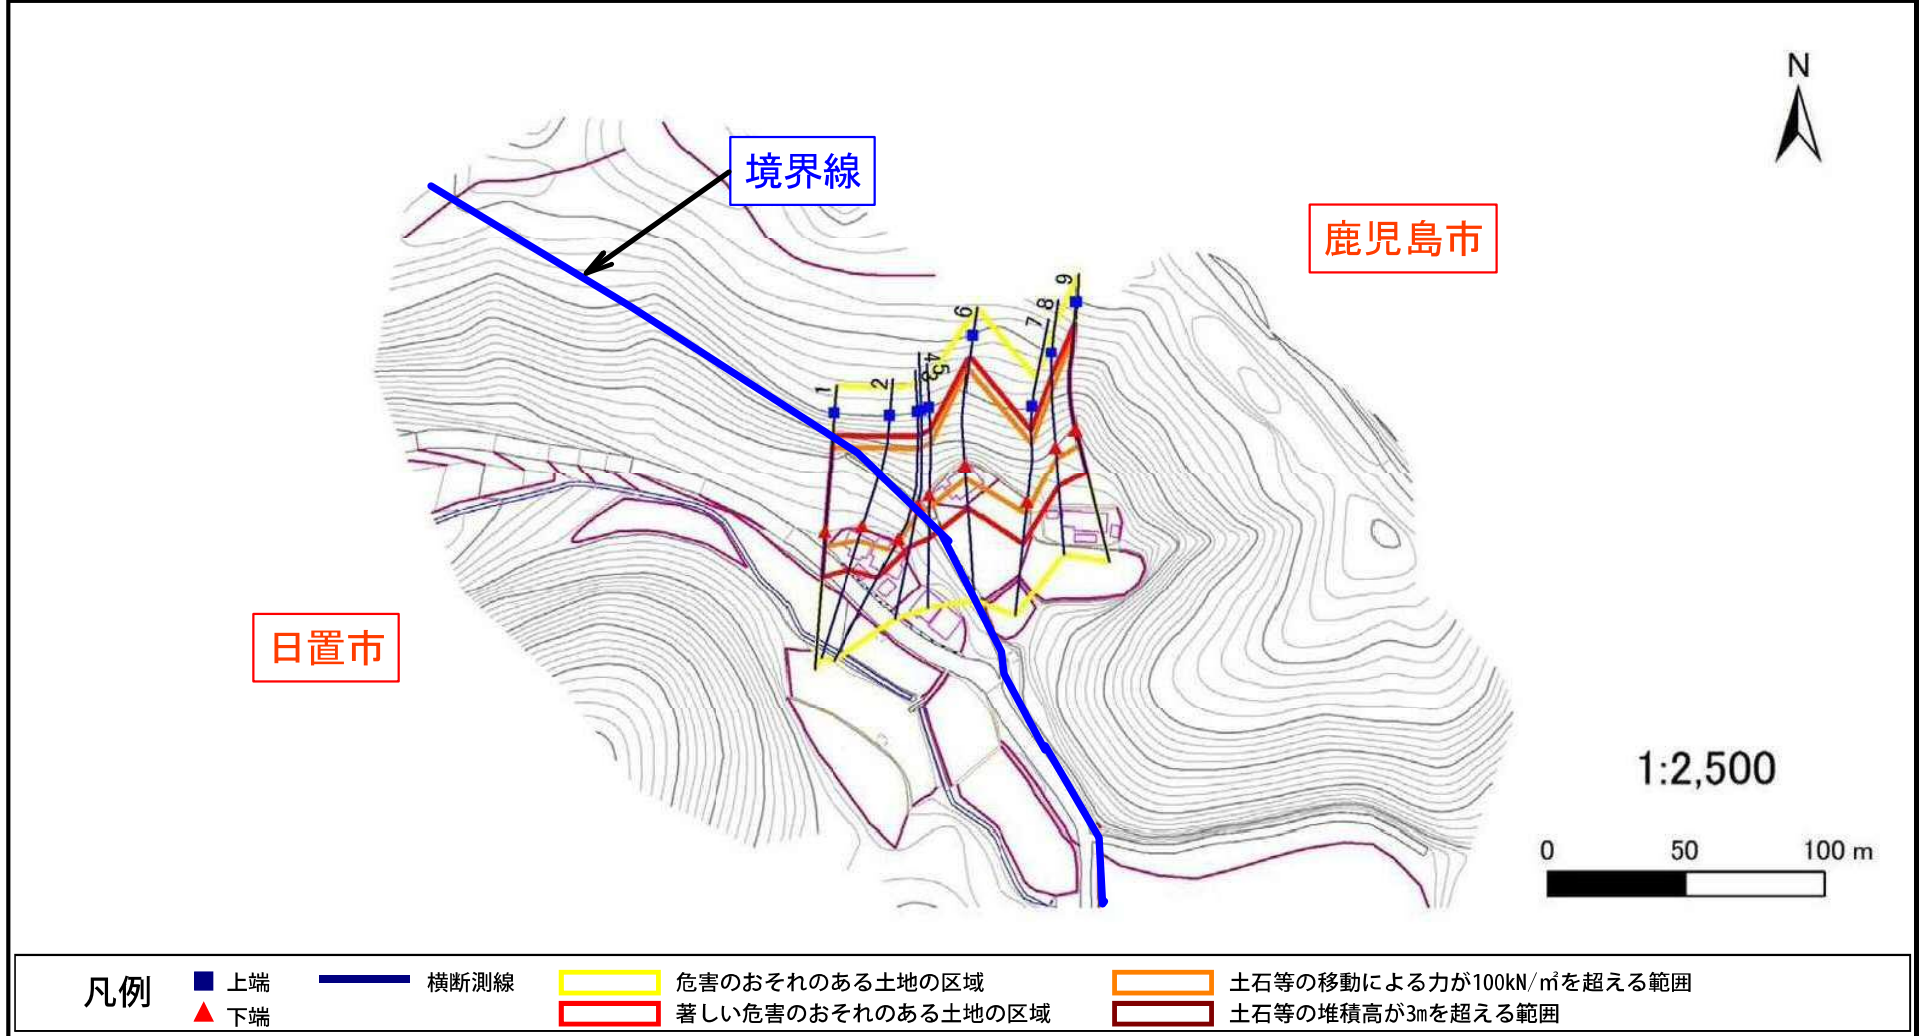 N
境界線
鹿児島市
9
8
7
6
4
5
3
2
1
日置市
1:2,500
0 50 100 m
凡例
上端
横断測線
危害のおそれのある土地の区域
土石等の移動による力が100kN/㎡を超える範囲
下端
著しい危害のおそれのある土地の区域
土石等の堆積高が3mを超える範囲